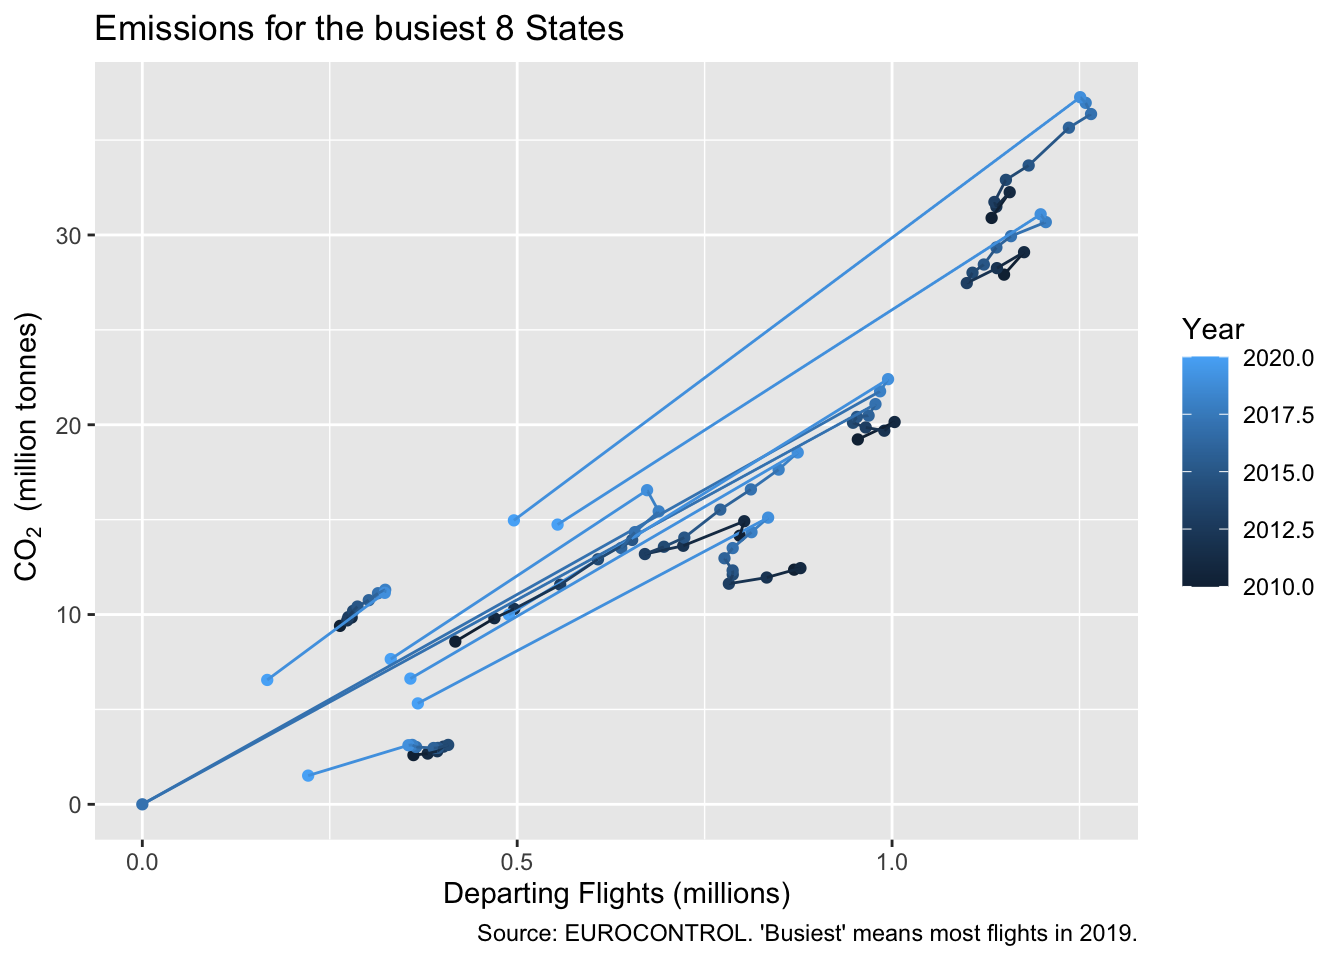 Emissions for the busiest 8 States
CO₂ (million tonnes)
30
20
10
0
0.0
0.5
1.0
Departing Flights (millions)
Year
2020.0
2017.5
2015.0
2012.5
2010.0
Source: EUROCONTROL. 'Busiest' means most flights in 2019.